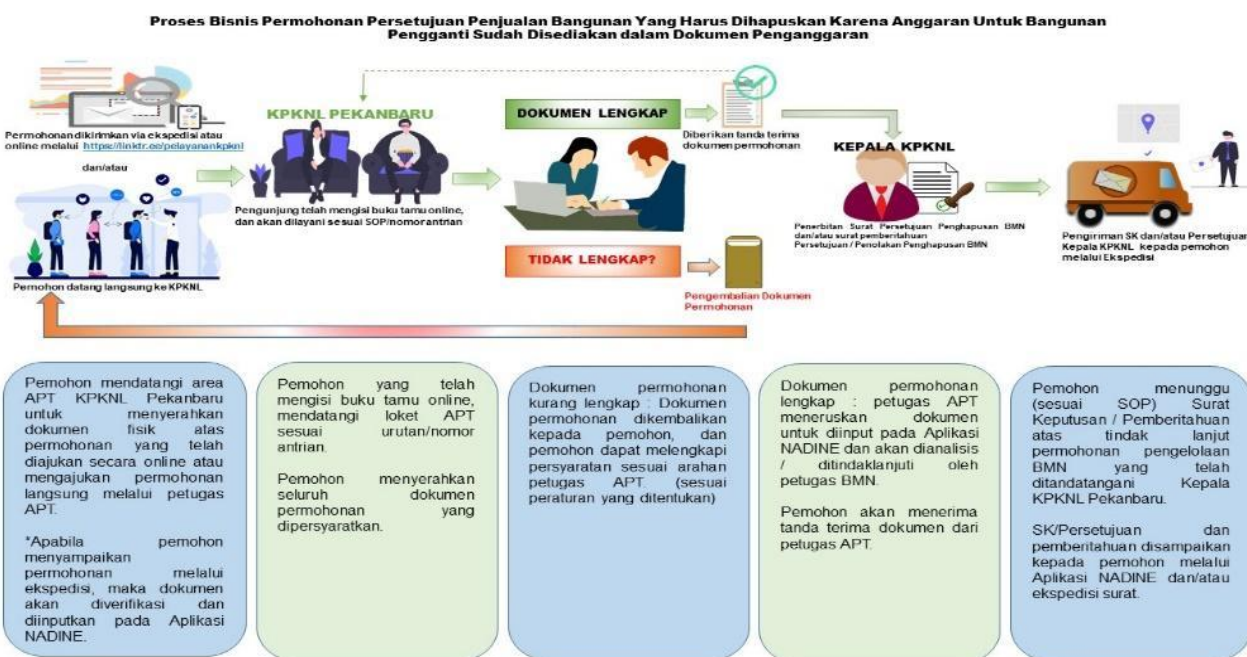 Proses Bisnis Permohonan Persetujuan Penjualan Bangunan Yang Harus Dihapuskan Karena Anggaran Untuk Bangunan
Pengganti Sudah Disediakan dalam Dokumen Penganggaran
Permohonan dikirimkan via ekspedisi atau
online melalui https://linktr.ee/pelayanankpknl
dan/atau
Pemohon datang langsung ke KPKNL
KPKNL PEKANBARU
Pengunjung telah mengisi buku tamu online,
dan akan dilayani sesuai SOP/nomor antrian
DOKUMEN LENGKAP
TIDAK LENGKAP?
Diberikan tanda terima
dokumen permohonan
Pengembalian Dokumen
Permohonan
KEPALA KPKNL
Penerbitan Surat Persetujuan Penghapusan BMN
dan/atau surat pemberitahuan
Persetujuan / Penolakan Penghapusan BMN
Pengiriman SK dan/atau Persetujuan
Kepala KPKNL kepada pemohon
melalui Ekspedisi
Pemohon mendatangi area
APT KPKNL Pekanbaru
untuk menyerahkan
dokumen fisik atas
permohonan yang telah
diajukan secara online atau
mengajukan permohonan
langsung melalui petugas
APT.
*Apabila pemohon
menyampaikan
permohonan melalui
ekspedisi, maka dokumen
akan diverifikasi dan
diinputkan pada Aplikasi
NADINE.
Pemohon yang telah
mengisi buku tamu online,
mendatangi loket APT
sesuai urutan/nomor
antrian.
Pemohon menyerahkan
seluruh dokumen
permohonan yang
dipersyaratkan.
Dokumen permohonan
kurang lengkap : Dokumen
permohonan dikembalikan
kepada pemohon, dan
pemohon dapat melengkapi
persyaratan sesuai arahan
petugas APT. (sesuai
peraturan yang ditentukan)
Dokumen permohonan
lengkap : petugas APT
meneruskan dokumen
untuk diinput pada Aplikasi
NADINE dan akan dianalisis
/ ditindaklanjuti oleh
petugas BMN.
Pemohon akan menerima
tanda terima dokumen dari
petugas APT.
Pemohon menunggu
(sesuai SOP) Surat
Keputusan / Pemberitahuan
atas tindak lanjut
permohonan pengelolaan
BMN yang telah
ditandatangani Kepala
KPKNL Pekanbaru.
SK/Persetujuan dan
pemberitahuan disampaikan
kepada pemohon melalui
Aplikasi NADINE dan/atau
ekspedisi surat.